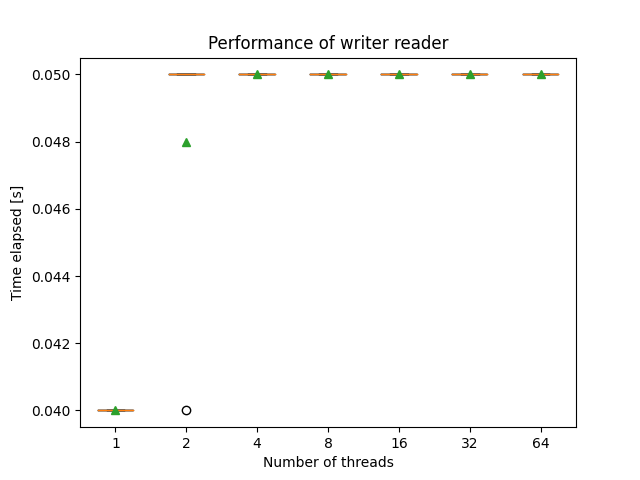 Performance of writer reader
0.050
0.048
0.046
0.044
0.042
0.040
Time elapsed [s]
1 2 4 8 16 32 64
Number of threads